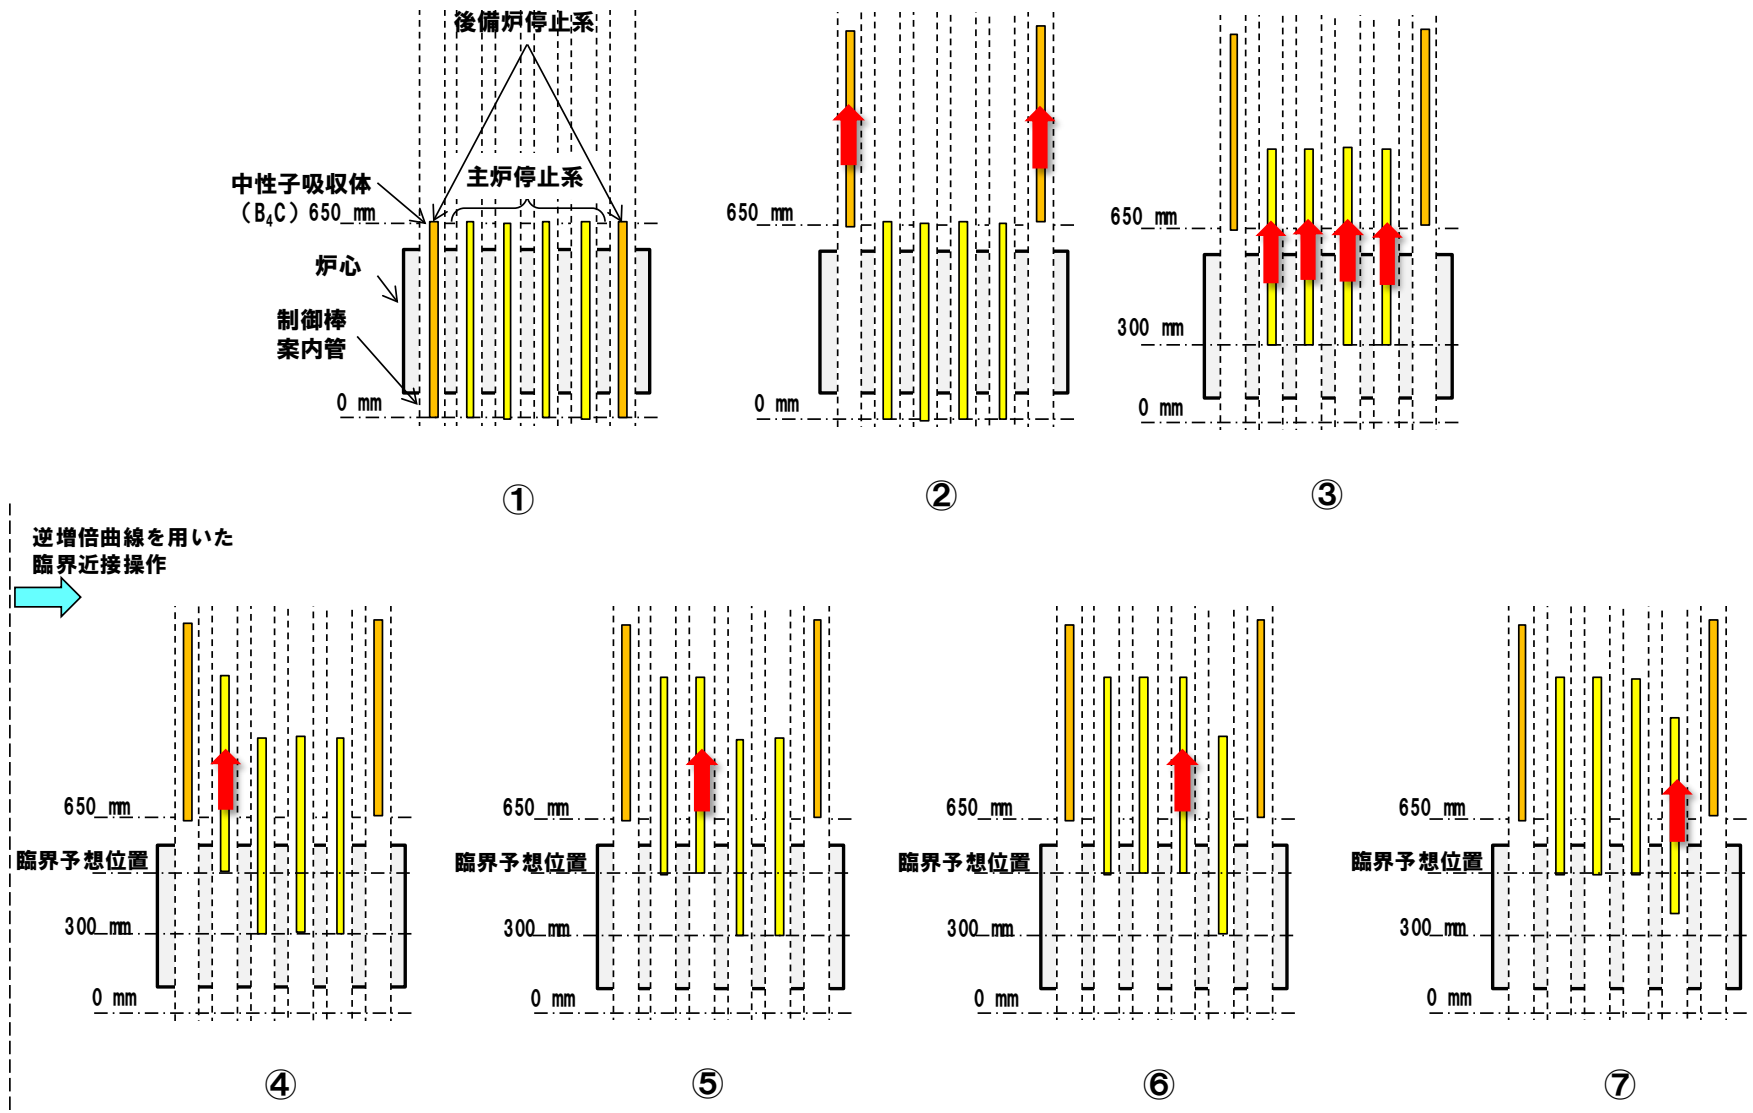 後備炉停止系
主炉停止系
中性子吸収体
（B₄C）650 mm
炉心
制御棒
案内管
0 mm
①
650 mm
0 mm
②
650 mm
300 mm
0 mm
③
逆増倍曲線を用いた
臨界近接操作
650 mm
臨界予想位置
300 mm
0 mm
④
650 mm
臨界予想位置
300 mm
0 mm
⑤
650 mm
臨界予想位置
300 mm
0 mm
⑥
650 mm
臨界予想位置
300 mm
0 mm
⑦